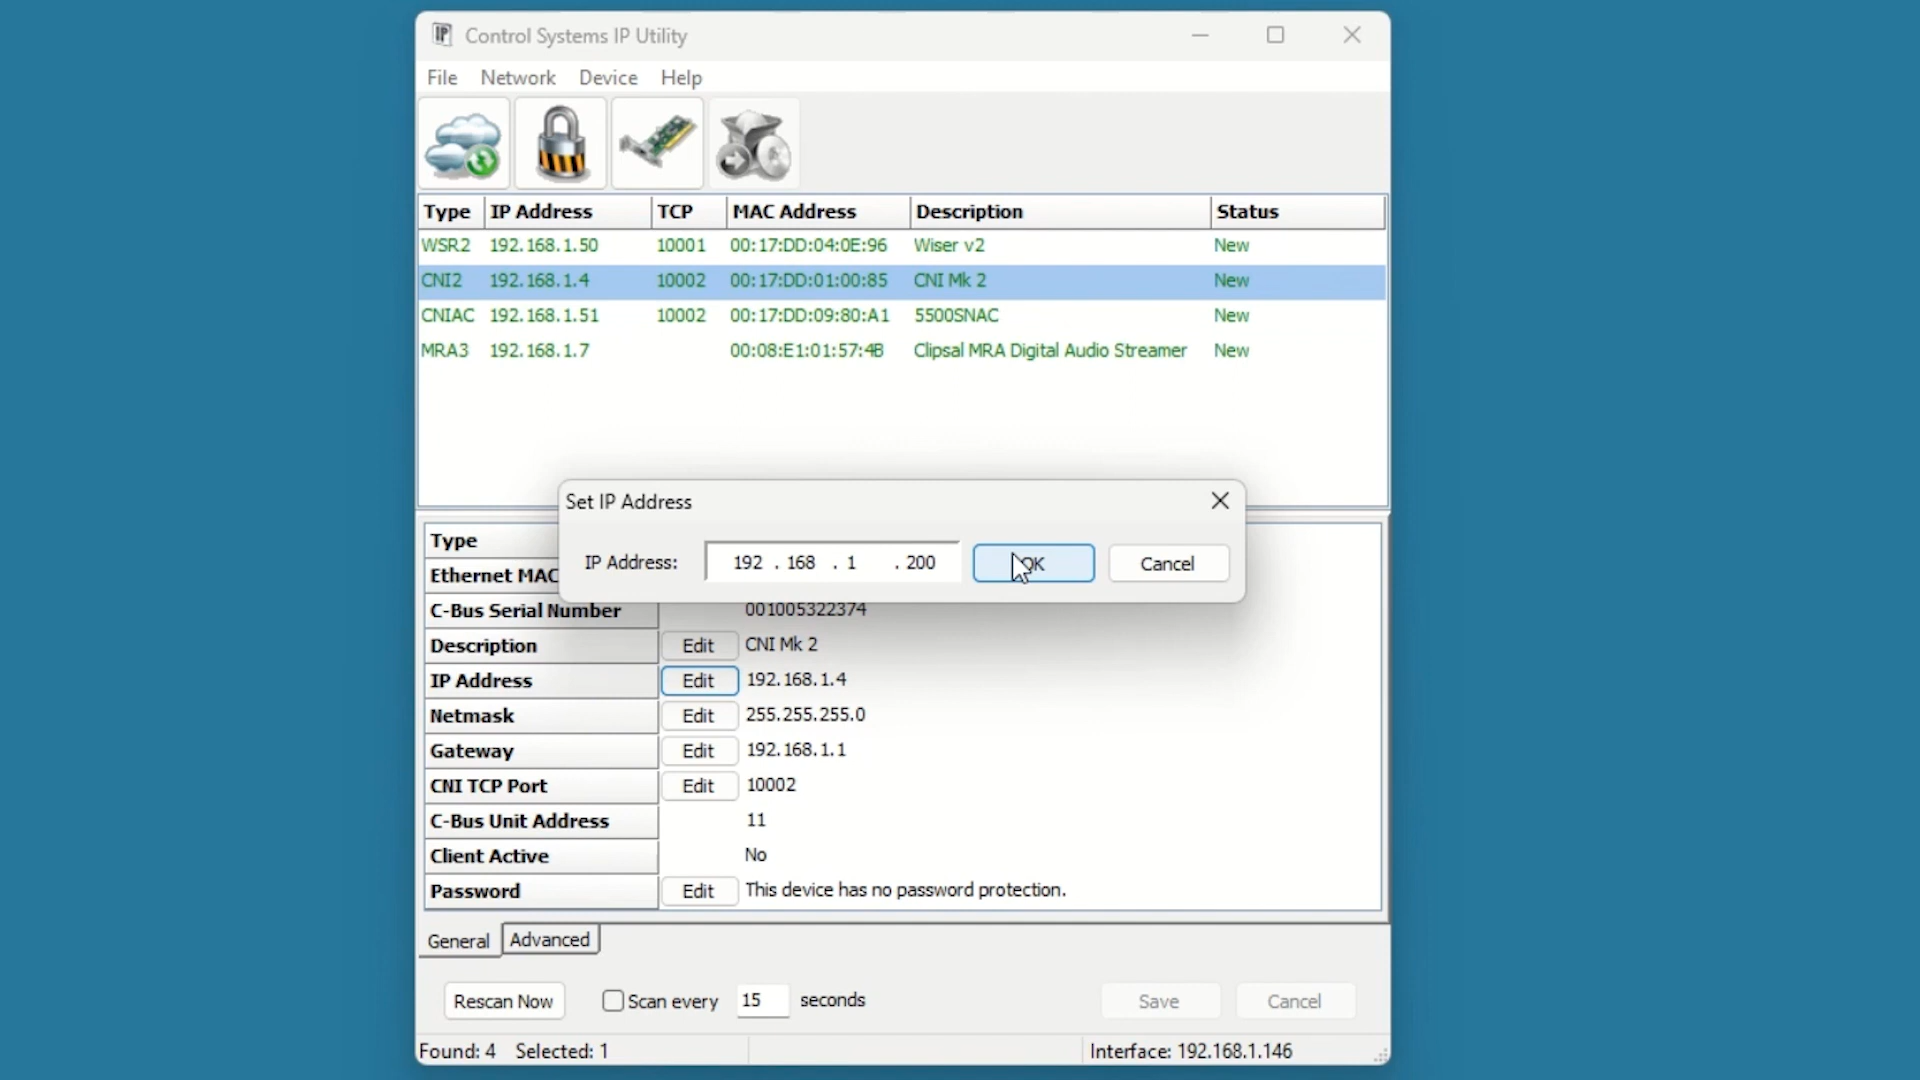 IP Control Systems IP Utility
File Network Device Help
Type IP Address TCP MAC Address Description Status
WSR2 192.168.1.50 10001 00:17:DD:04:0E:96 Wiser v2 New
CNI2 192.168.1.4 10002 00:17:DD:01:00:85 CNI Mk 2 New
CNIAC 192.168.1.51 10002 00:17:DD:09:80:A1 5500SNAC New
MRA3 192.168.1.7 00:08:E1:01:57:4B Clipsal MRA Digital Audio Streamer New
Set IP Address
IP Address: 192 . 168 . 1 . 200 OK Cancel
Type
Ethernet MAC
C-Bus Serial Number 001005322374
Description Edit CNI Mk 2
IP Address Edit 192.168.1.4
Netmask Edit 255.255.255.0
Gateway Edit 192.168.1.1
CNI TCP Port Edit 10002
C-Bus Unit Address 11
Client Active No
Password Edit This device has no password protection.
General Advanced
Rescan Now Scan every 15 seconds Save Cancel
Found: 4 Selected: 1 Interface: 192.168.1.146